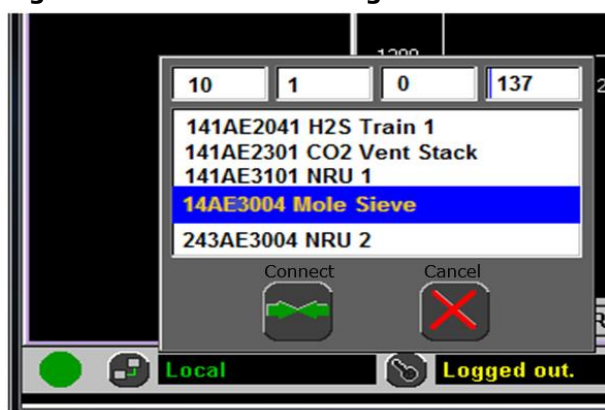 1200
10 1 0 137
141AE2041 H2S Train 1
141AE2301 CO2 Vent Stack
141AE3101 NRU 1
14AE3004 Mole Sieve
243AE3004 NRU 2
Connect Cancel
Local Logged out.